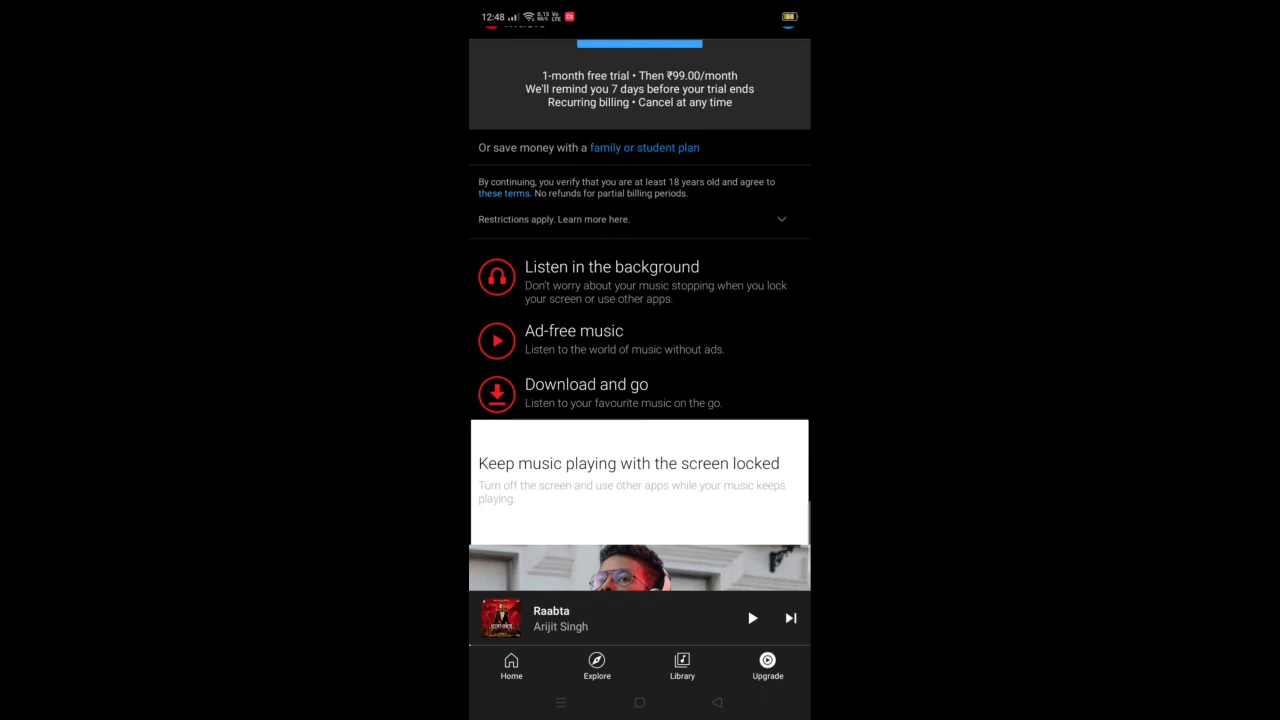 12:48 0.15 KB/S Vo LTE
1-month free trial • Then ₹99.00/month
We'll remind you 7 days before your trial ends
Recurring billing • Cancel at any time
Or save money with a family or student plan
By continuing, you verify that you are at least 18 years old and agree to
these terms. No refunds for partial billing periods.
Restrictions apply. Learn more here.
Listen in the background
Don't worry about your music stopping when you lock
your screen or use other apps.
Ad-free music
Listen to the world of music without ads.
Download and go
Listen to your favourite music on the go.
Keep music playing with the screen locked
Turn off the screen and use other apps while your music keeps
playing.
Raabta
Arijit Singh
Home Explore Library Upgrade